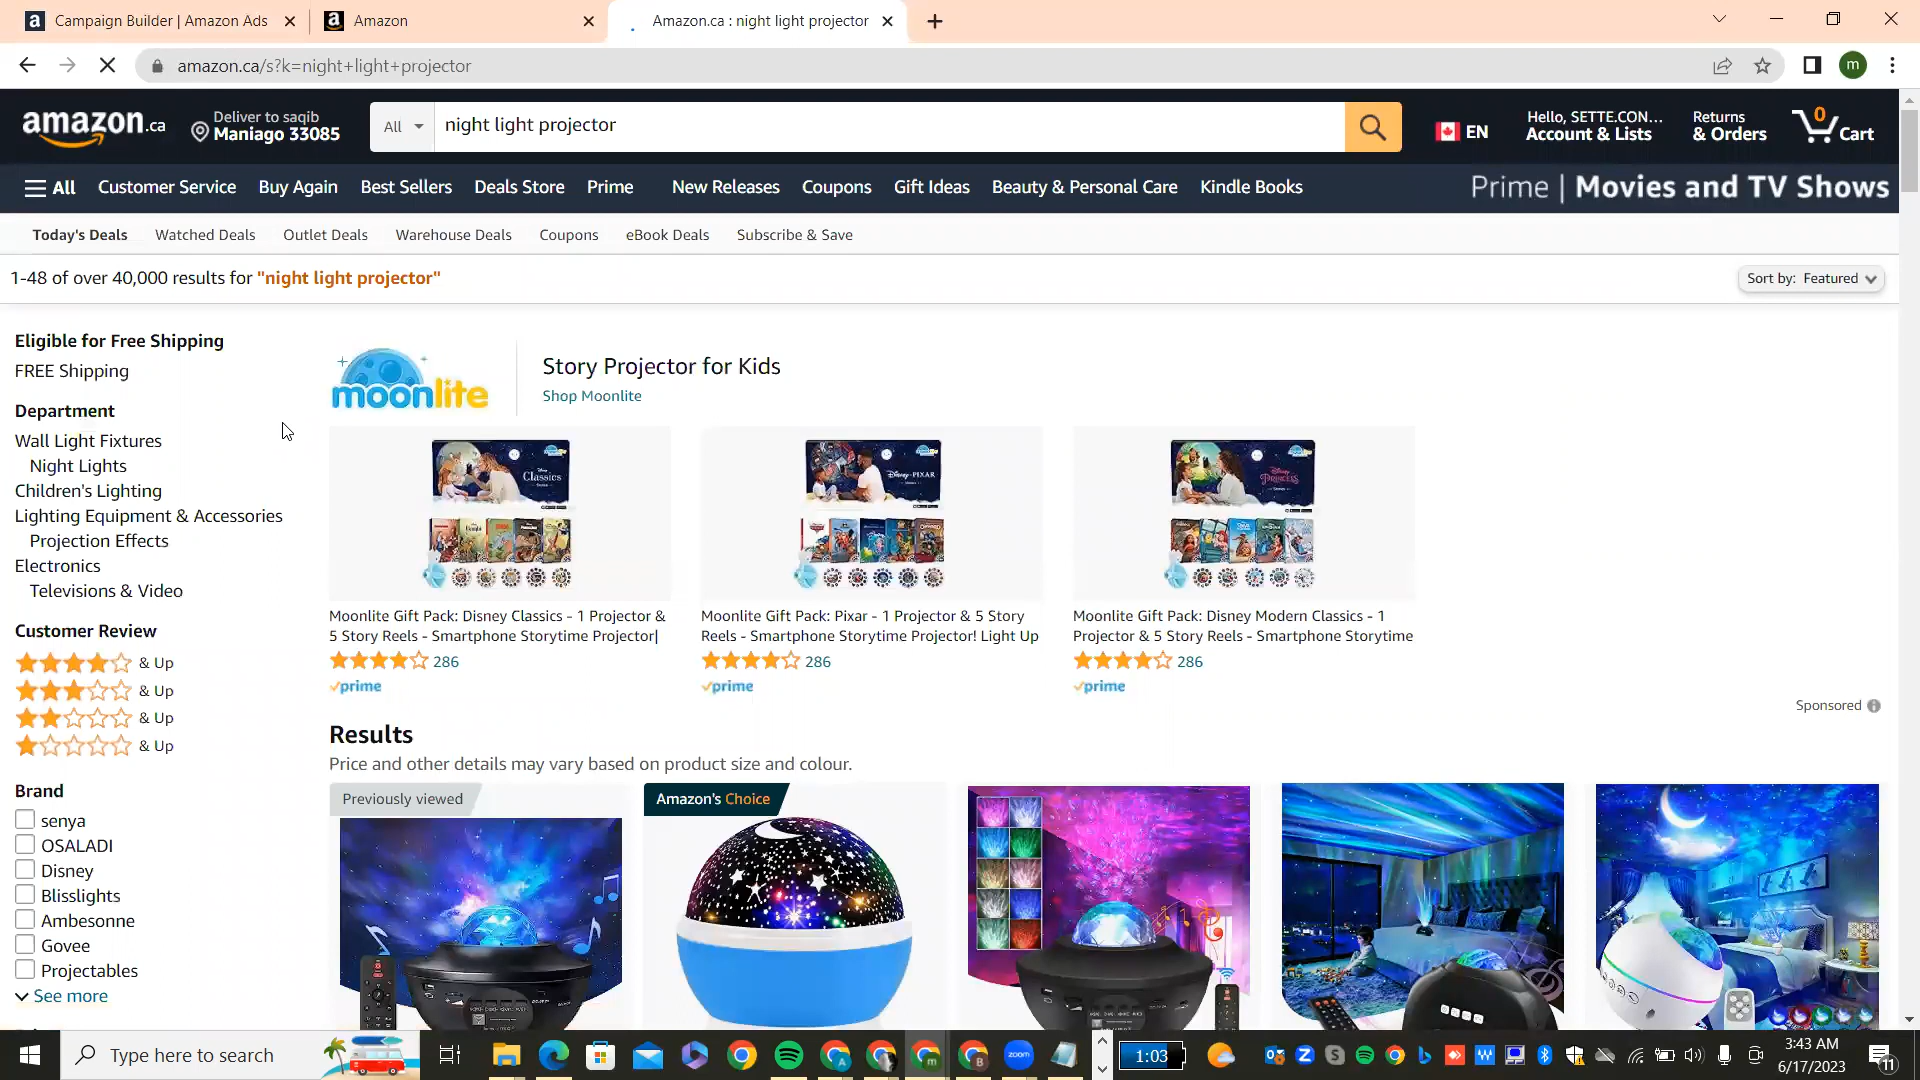 Campaign Builder | Amazon Ads
Amazon
Amazon.ca : night light projector
amazon.ca/s?k=night+light+projector
m
amazon.ca
Deliver to saqib
Maniago 33085
All
night light projector
EN
Hello, SETTE.CON...
Account & Lists
Returns
& Orders
0
Cart
All
Customer Service
Buy Again
Best Sellers
Deals Store
Prime
New Releases
Coupons
Gift Ideas
Beauty & Personal Care
Kindle Books
Prime | Movies and TV Shows
Today's Deals
Watched Deals
Outlet Deals
Warehouse Deals
Coupons
eBook Deals
Subscribe & Save
1-48 of over 40,000 results for "night light projector"
Sort by: Featured
Eligible for Free Shipping
FREE Shipping
Department
Wall Light Fixtures
Night Lights
Children's Lighting
Lighting Equipment & Accessories
Projection Effects
Electronics
Televisions & Video
Customer Review
& Up
& Up
& Up
& Up
Brand
senya
OSALADI
Disney
Blisslights
Ambesonne
Govee
Projectables
See more
moonlite
Story Projector for Kids
Shop Moonlite
Classics
Disney PIXAR
PRINCESS
Moonlite Gift Pack: Disney Classics - 1 Projector &
5 Story Reels - Smartphone Storytime Projector|
286
prime
Moonlite Gift Pack: Pixar - 1 Projector & 5 Story
Reels - Smartphone Storytime Projector! Light Up
286
prime
Moonlite Gift Pack: Disney Modern Classics - 1
Projector & 5 Story Reels - Smartphone Storytime
286
prime
Sponsored
Results
Price and other details may vary based on product size and colour.
Previously viewed
Amazon's Choice
Type here to search
zoom
1:03
3:43 AM
6/17/2023
11